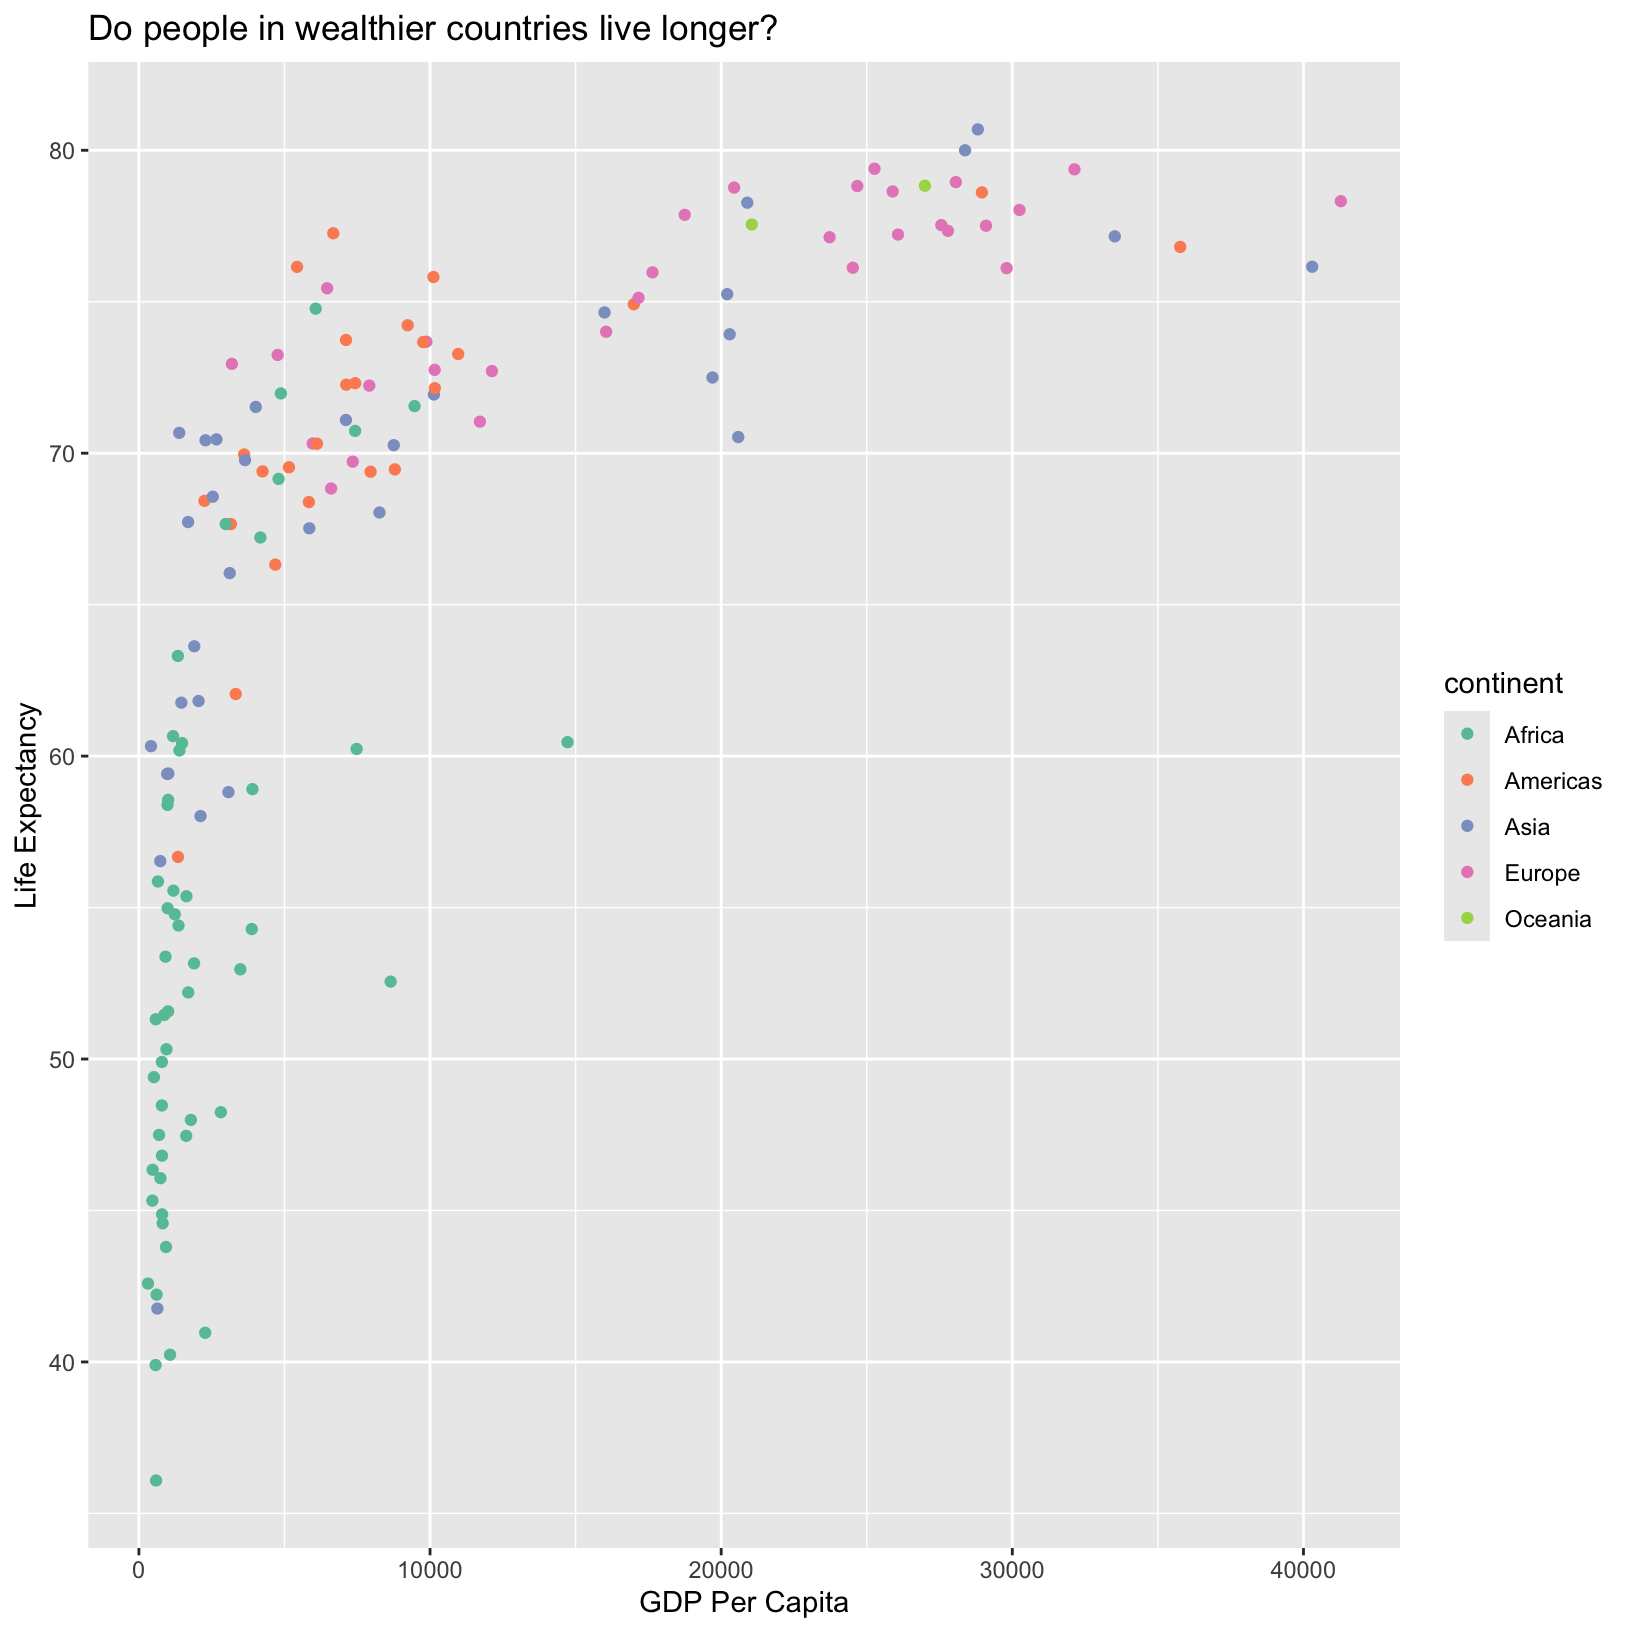 Do people in wealthier countries live longer?
80
70
60
50
40
Life Expectancy
0 10000 20000 30000 40000
GDP Per Capita
continent
Africa
Americas
Asia
Europe
Oceania